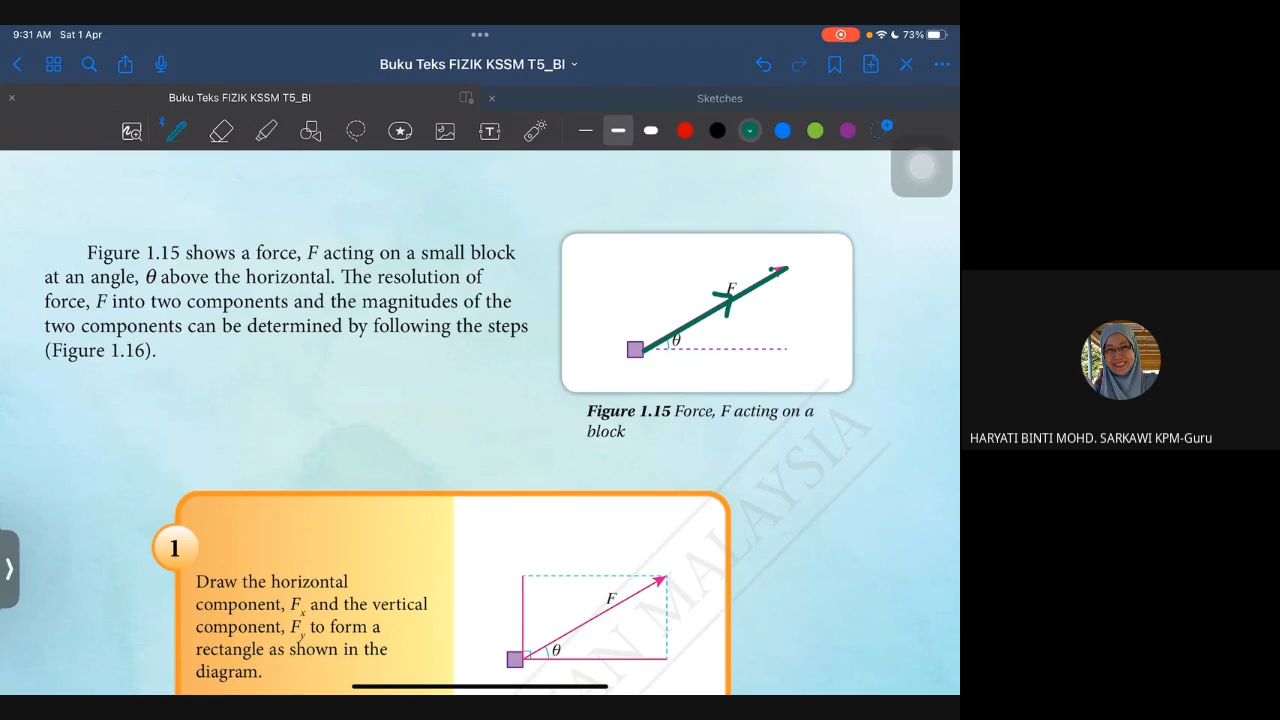 9:31 AM Sat 1 Apr
73%
Buku Teks FIZIK KSSM T5_BI
Buku Teks FIZIK KSSM T5_BI
Sketches
Figure 1.15 shows a force, F acting on a small block
at an angle, θ above the horizontal. The resolution of
force, F into two components and the magnitudes of the
two components can be determined by following the steps
(Figure 1.16).
F
θ
Figure 1.15 Force, F acting on a
block
1
Draw the horizontal
component, Fx and the vertical
component, Fy to form a
rectangle as shown in the
diagram.
F
θ
AN MALAYSIA
HARYATI BINTI MOHD. SARKAWI KPM-Guru